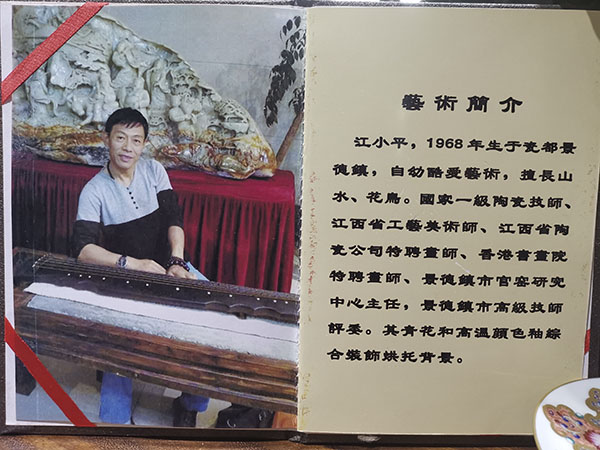 藝術簡介
江小平，1968年生于瓷都景
德鎮，自幼酷爱藝術，擅長山
水、花鳥。國家一級陶瓷技師、
江西省工藝美術師、江西省陶
瓷公司特聘畫師、香港書畫院
特聘畫師、景德鎮市官窑研究
中心主任，景德鎮市高級技師
評委。其青花和高溫顔色釉綜
合裝飾烘托背景。